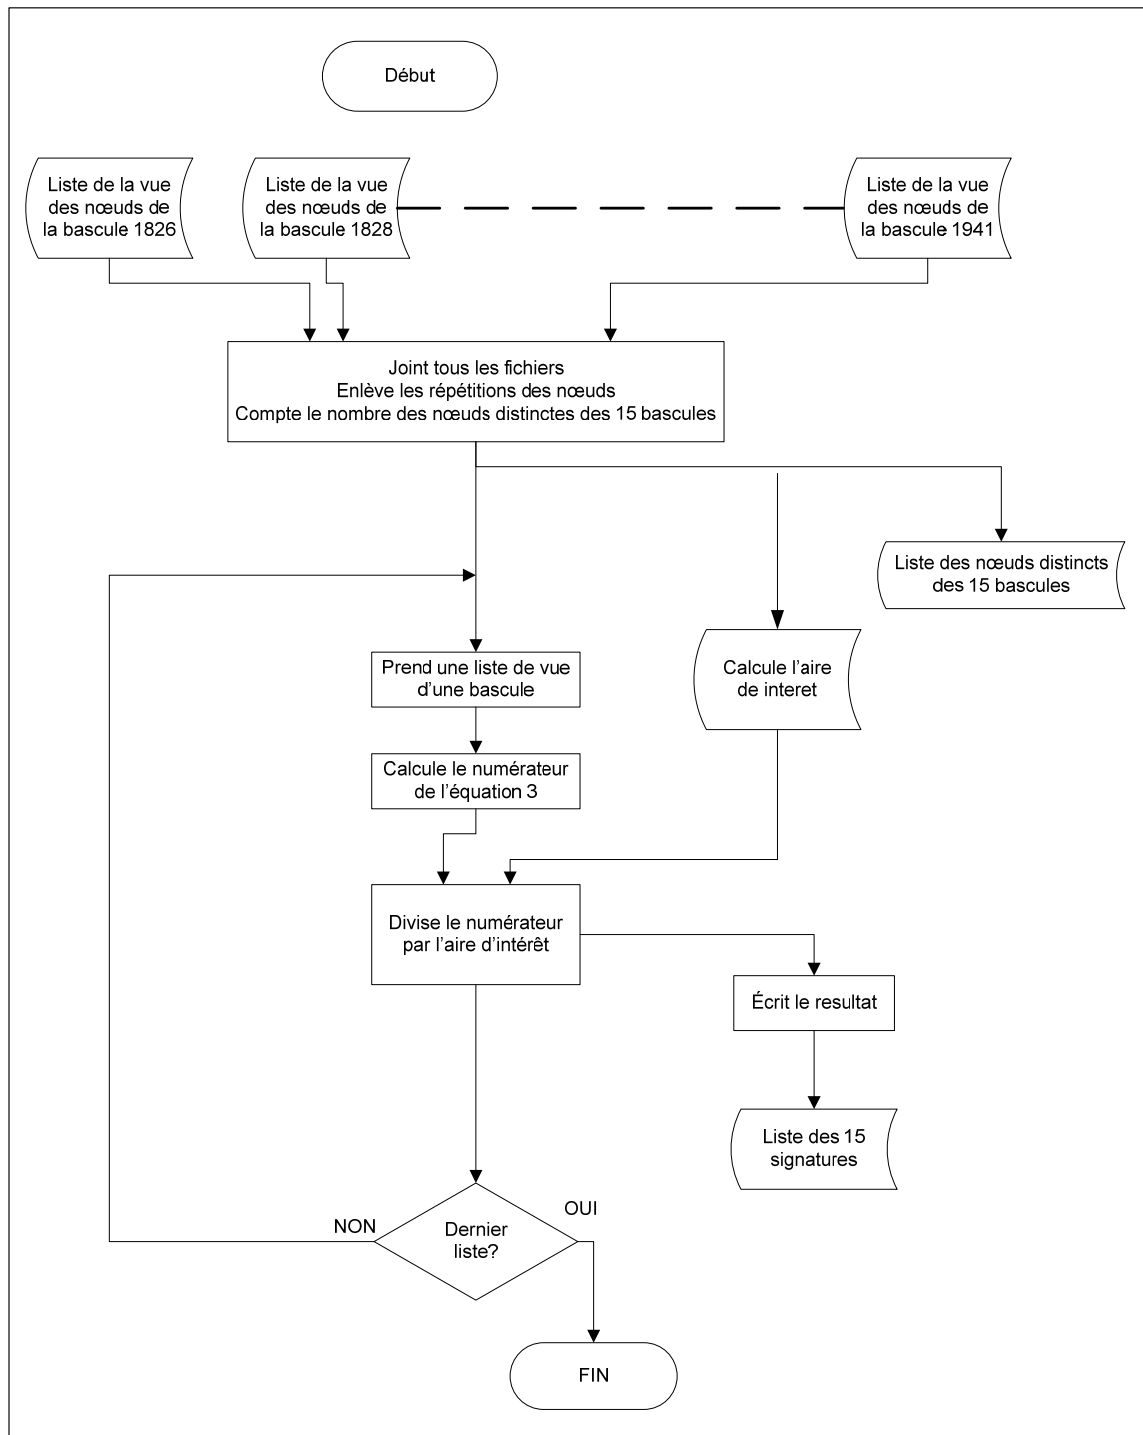 Début
Liste de la vue
des nœuds de
la bascule 1826
Liste de la vue
des nœuds de
la bascule 1828
Liste de la vue
des nœuds de
la bascule 1941
Joint tous les fichiers
Enlève les répétitions des nœuds
Compte le nombre des nœuds distinctes des 15 bascules
Liste des nœuds distincts
des 15 bascules
Prend une liste de vue
d'une bascule
Calcule l'aire
de interet
Calcule le numérateur
de l'équation 3
Divise le numérateur
par l'aire d'intérêt
Écrit le resultat
Liste des 15
signatures
NON
OUI
Dernier
liste?
FIN